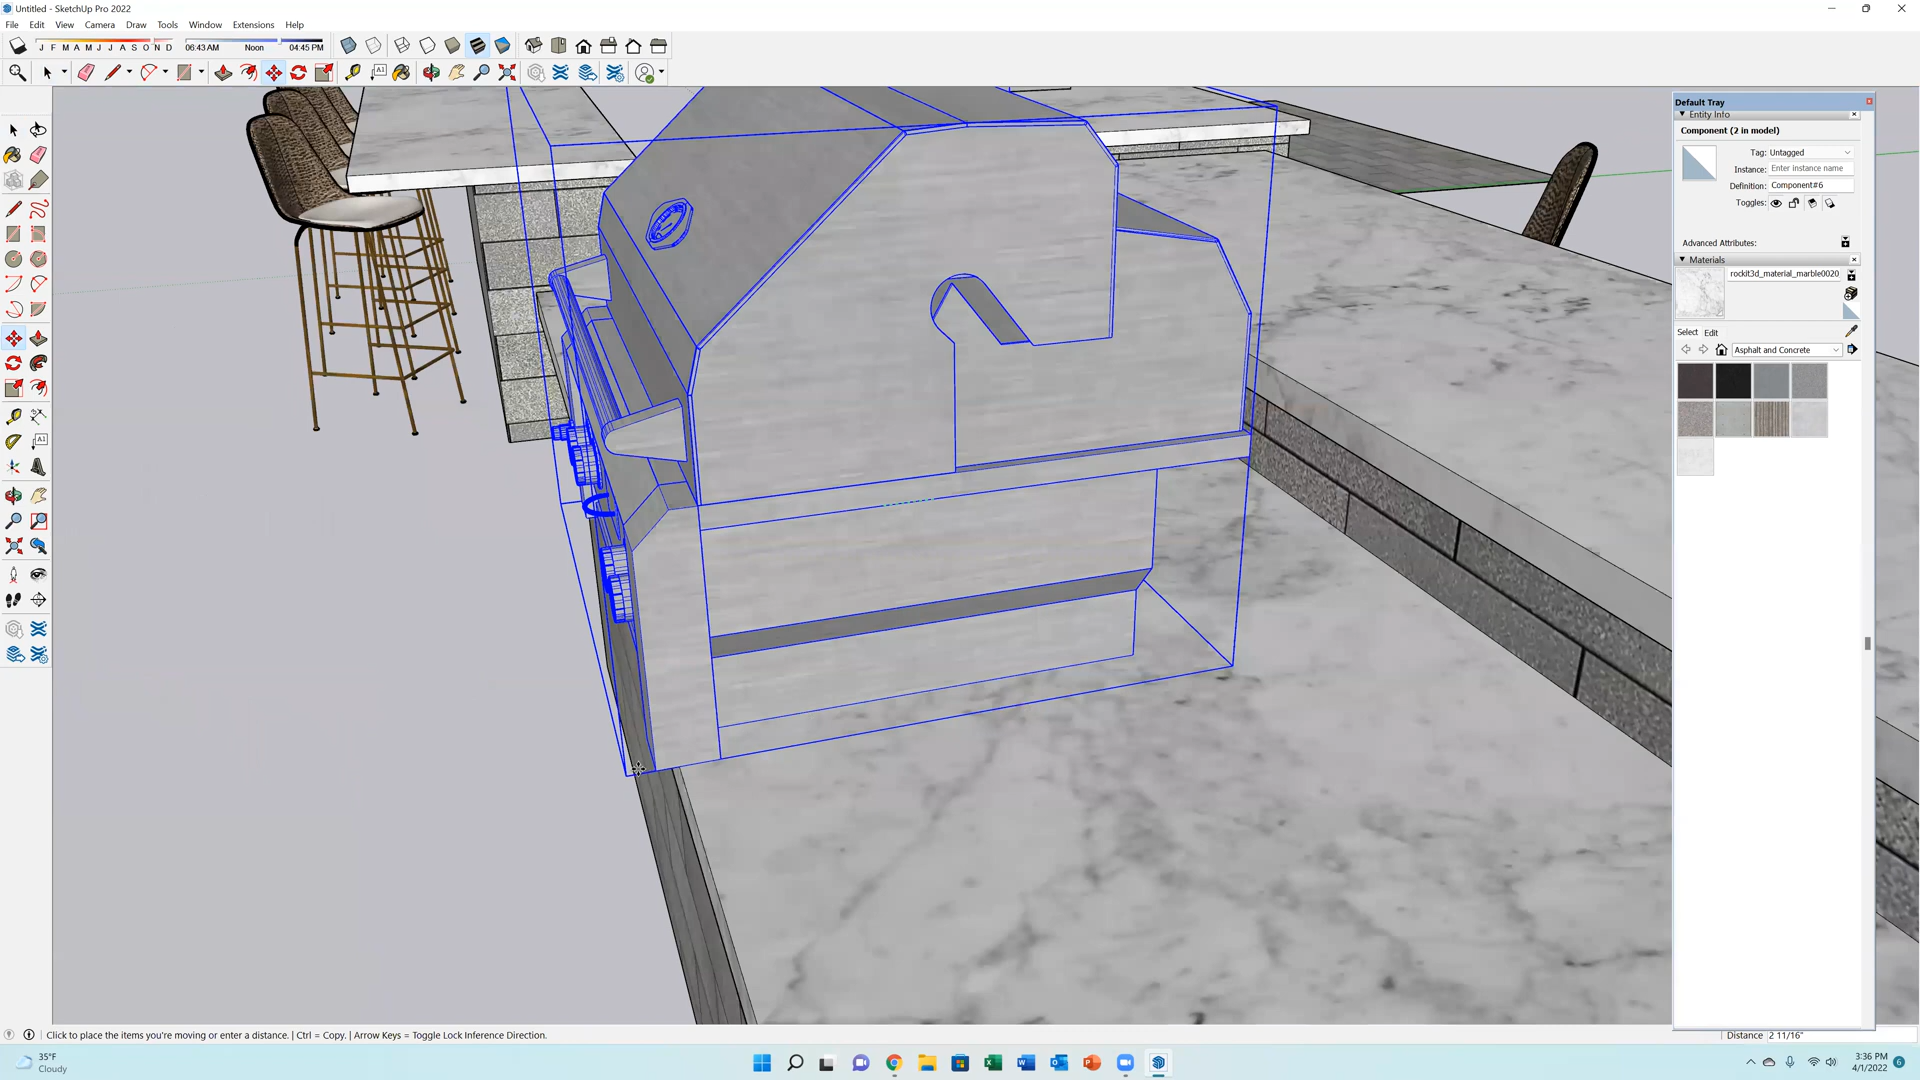 Untitled - SketchUp Pro 2022
File Edit View Camera Draw Tools Window Extensions Help
J F M A M J J A S O N D
06:43 AM Noon 04:45 PM
Default Tray
Entity Info
Component (2 in model)
Tag: Untagged
Instance: Enter instance name
Definition: Component#6
Toggles:
Advanced Attributes:
Materials
rockit3d_material_marble0020
Select Edit
Asphalt and Concrete
Click to place the items you're moving or enter a distance. | Ctrl = Copy. | Arrow Keys = Toggle Lock Inference Direction.
Distance 2 11/16"
35°F
Cloudy
3:36 PM
4/1/2022
6